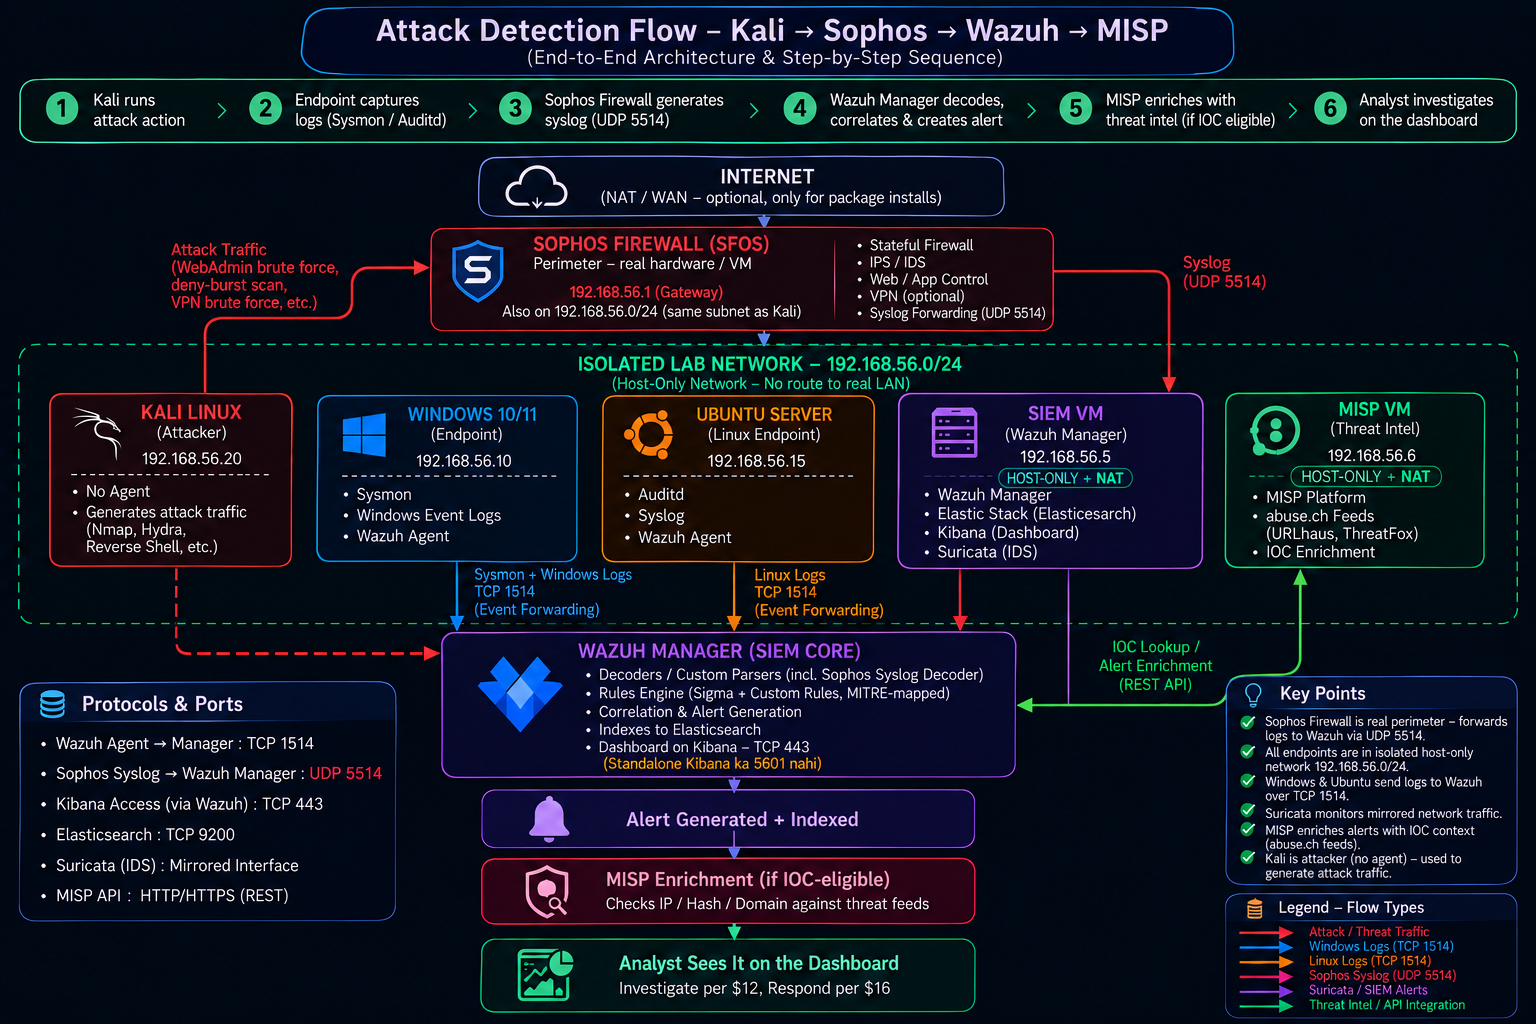 Attack Detection Flow – Kali → Sophos → Wazuh → MISP
(End-to-End Architecture & Step-by-Step Sequence)
1
Kali runs
attack action
2
Endpoint captures
logs (Sysmon / Auditd)
3
Sophos Firewall generates
syslog (UDP 5514)
4
Wazuh Manager decodes,
correlates & creates alert
5
MISP enriches with
threat intel (if IOC eligible)
6
Analyst investigates
on the dashboard
INTERNET
(NAT / WAN – optional, only for package installs)
Attack Traffic
(WebAdmin brute force,
deny-burst scan,
VPN brute force, etc.)
S
SOPHOS FIREWALL (SFOS)
Perimeter – real hardware / VM
192.168.56.1 (Gateway)
Also on 192.168.56.0/24 (same subnet as Kali)
• Stateful Firewall
• IPS / IDS
• Web / App Control
• VPN (optional)
• Syslog Forwarding (UDP 5514)
Syslog
(UDP 5514)
ISOLATED LAB NETWORK – 192.168.56.0/24
(Host-Only Network – No route to real LAN)
KALI LINUX
(Attacker)
192.168.56.20
• No Agent
• Generates attack traffic
(Nmap, Hydra,
Reverse Shell, etc.)
WINDOWS 10/11
(Endpoint)
192.168.56.10
• Sysmon
• Windows Event Logs
• Wazuh Agent
UBUNTU SERVER
(Linux Endpoint)
192.168.56.15
• Auditd
• Syslog
• Wazuh Agent
SIEM VM
(Wazuh Manager)
192.168.56.5
HOST-ONLY + NAT
• Wazuh Manager
• Elastic Stack (Elasticesarch)
• Kibana (Dashboard)
• Suricata (IDS)
MISP VM
(Threat Intel)
192.168.56.6
HOST-ONLY + NAT
• MISP Platform
• abuse.ch Feeds
(URLhaus, ThreatFox)
• IOC Enrichment
Sysmon + Windows Logs
TCP 1514
(Event Forwarding)
Linux Logs
TCP 1514
(Event Forwarding)
IOC Lookup /
Alert Enrichment
(REST API)
WAZUH MANAGER (SIEM CORE)
• Decoders / Custom Parsers (incl. Sophos Syslog Decoder)
• Rules Engine (Sigma + Custom Rules, MITRE-mapped)
• Correlation & Alert Generation
• Indexes to Elasticsearch
• Dashboard on Kibana – TCP 443
(Standalone Kibana ka 5601 nahi)
Alert Generated + Indexed
MISP Enrichment (if IOC-eligible)
Checks IP / Hash / Domain against threat feeds
Analyst Sees It on the Dashboard
Investigate per $12, Respond per $16
Protocols & Ports
• Wazuh Agent → Manager : TCP 1514
• Sophos Syslog → Wazuh Manager : UDP 5514
• Kibana Access (via Wazuh) : TCP 443
• Elasticsearch : TCP 9200
• Suricata (IDS) : Mirrored Interface
• MISP API : HTTP/HTTPS (REST)
Key Points
Sophos Firewall is real perimeter – forwards
logs to Wazuh via UDP 5514.
All endpoints are in isolated host-only
network 192.168.56.0/24.
Windows & Ubuntu send logs to Wazuh
over TCP 1514.
Suricata monitors mirrored network traffic.
MISP enriches alerts with IOC context
(abuse.ch feeds).
Kali is attacker (no agent) – used to
generate attack traffic.
Legend – Flow Types
Attack / Threat Traffic
Windows Logs (TCP 1514)
Linux Logs (TCP 1514)
Sophos Syslog (UDP 5514)
Suricata / SIEM Alerts
Threat Intel / API Integration